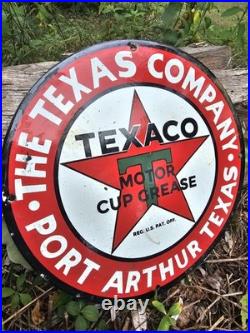 THE TEXAS COMPANY
TEXACO
T
MOTOR
CUP GREASE
REG. U.S. PAT. OFF.
PORT ARTHUR TEXAS